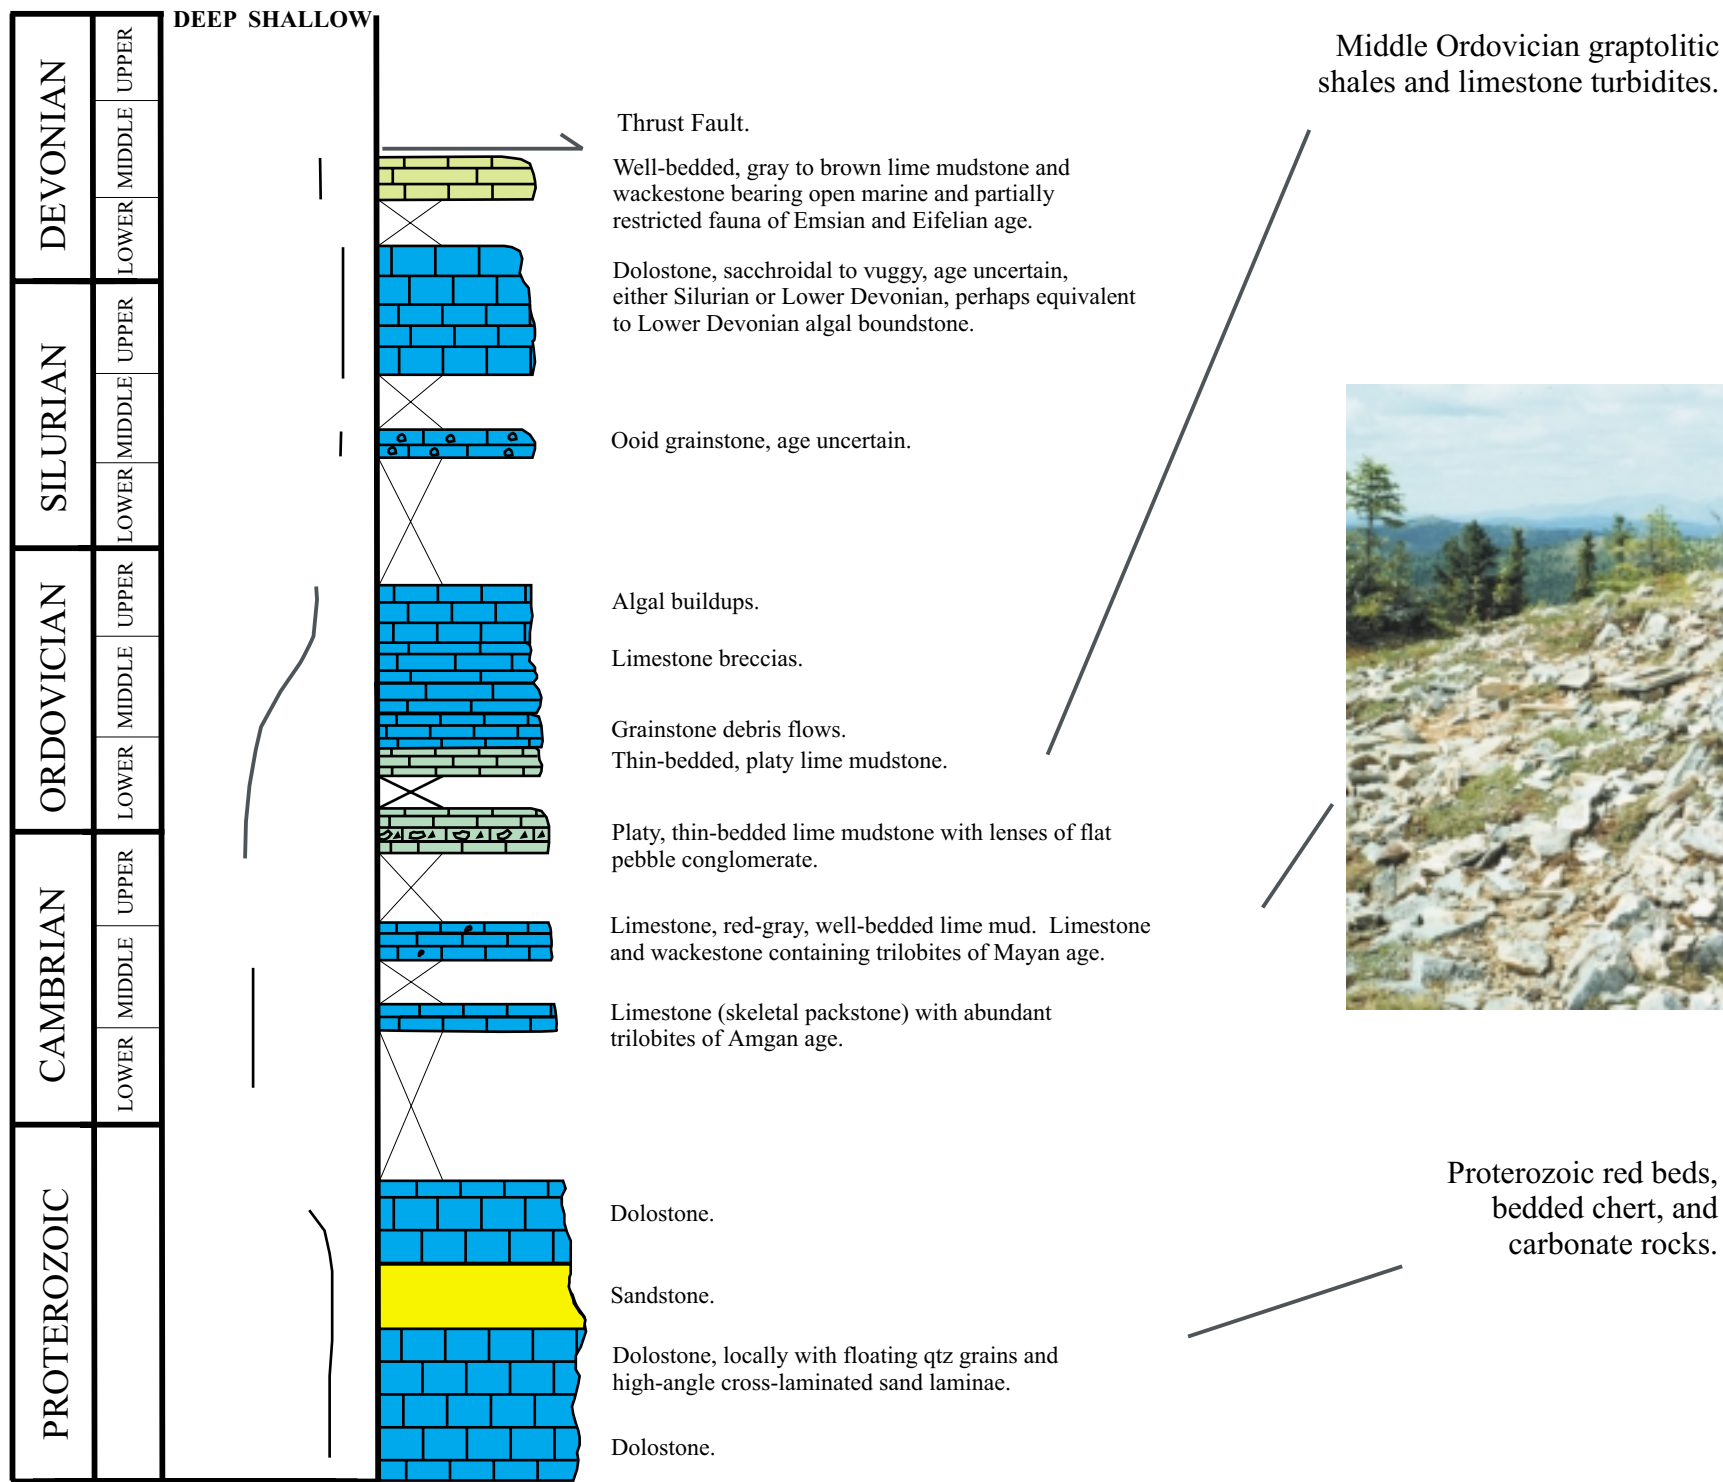 DEEP SHALLOW
DEVONIAN
UPPER
MIDDLE
LOWER
SILURIAN
UPPER
MIDDLE
LOWER
ORDOVICIAN
UPPER
MIDDLE
LOWER
CAMBRIAN
UPPER
MIDDLE
LOWER
PROTEROZOIC
Thrust Fault.
Well-bedded, gray to brown lime mudstone and
wackestone bearing open marine and partially
restricted fauna of Emsian and Eifelian age.
Dolostone, sacchroidal to vuggy, age uncertain,
either Silurian or Lower Devonian, perhaps equivalent
to Lower Devonian algal boundstone.
Ooid grainstone, age uncertain.
Algal buildups.
Limestone breccias.
Grainstone debris flows.
Thin-bedded, platy lime mudstone.
Platy, thin-bedded lime mudstone with lenses of flat
pebble conglomerate.
Limestone, red-gray, well-bedded lime mud. Limestone
and wackestone containing trilobites of Mayan age.
Limestone (skeletal packstone) with abundant
trilobites of Amgan age.
Dolostone.
Sandstone.
Dolostone, locally with floating qtz grains and
high-angle cross-laminated sand laminae.
Dolostone.
Middle Ordovician graptolitic
shales and limestone turbidites.
Proterozoic red beds,
bedded chert, and
carbonate rocks.